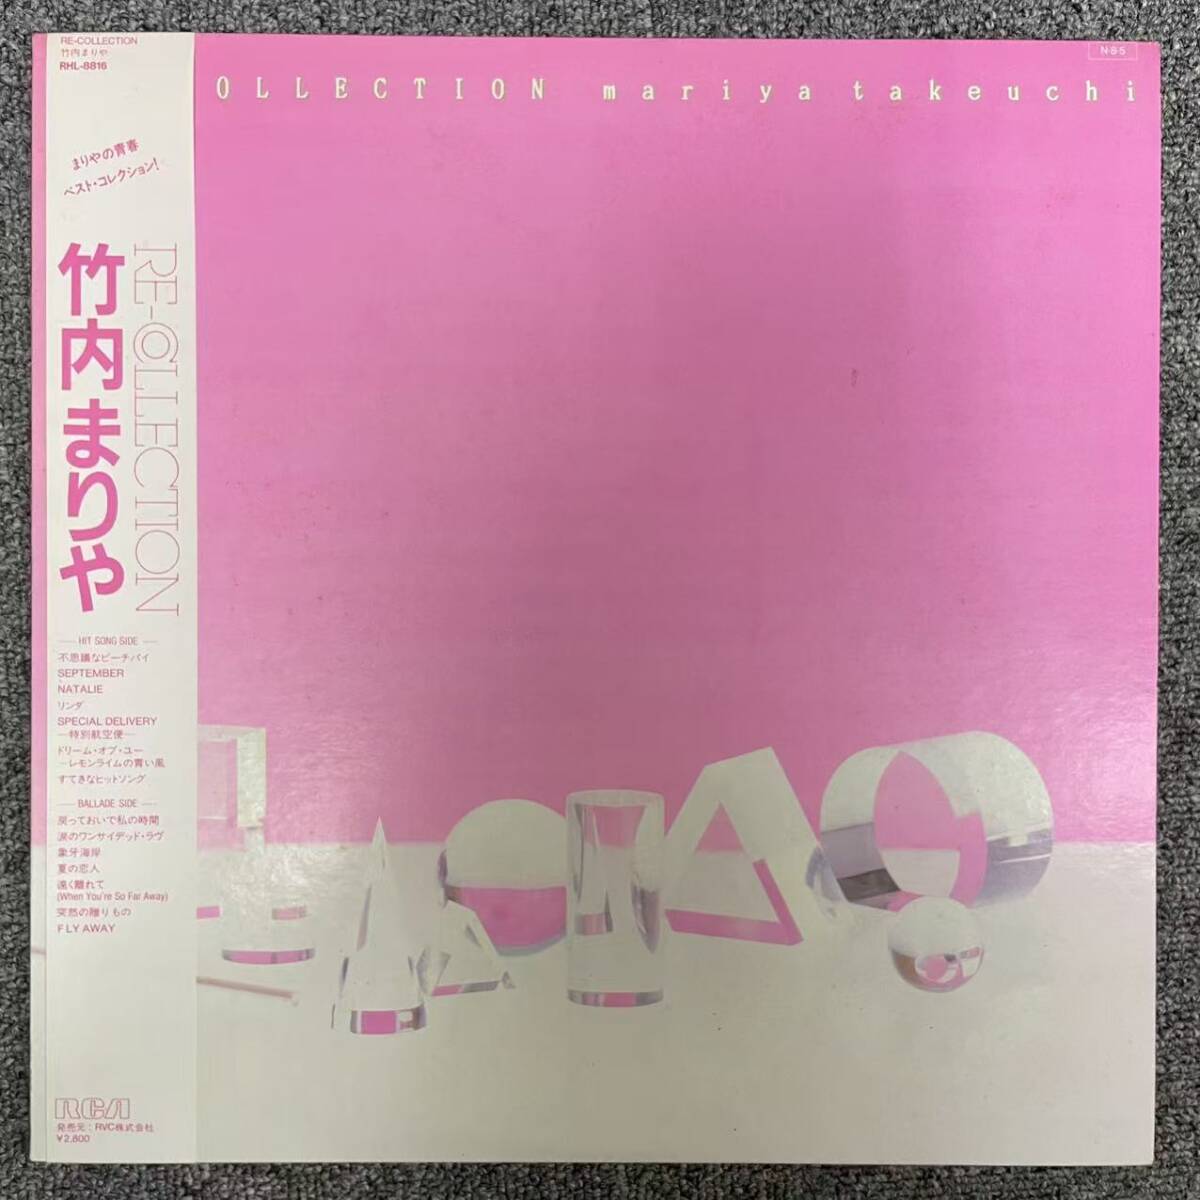 RE-COLLECTION
竹内まりや
RHL-8816
まりやの青春
ベスト・コレクション!
竹内まりや
RE-COLLECTION
HIT SONG SIDE
不思議なピーチパイ
SEPTEMBER
NATALIE
リンダ
SPECIAL DELIVERY
—特別航空便—
ドリーム・オブ・ユー
—レモンライムの青い風
すてきなヒットソング
BALLADE SIDE
戻っておいで私の時間
涙のワンサイデッド・ラヴ
象牙海岸
夏の恋人
遠く離れて
(When You're So Far Away)
突然の贈りもの
FLY AWAY
RCA
発売元:RVC株式会社
¥2,800
OLLECTION mariya takeuchi
N·8·5